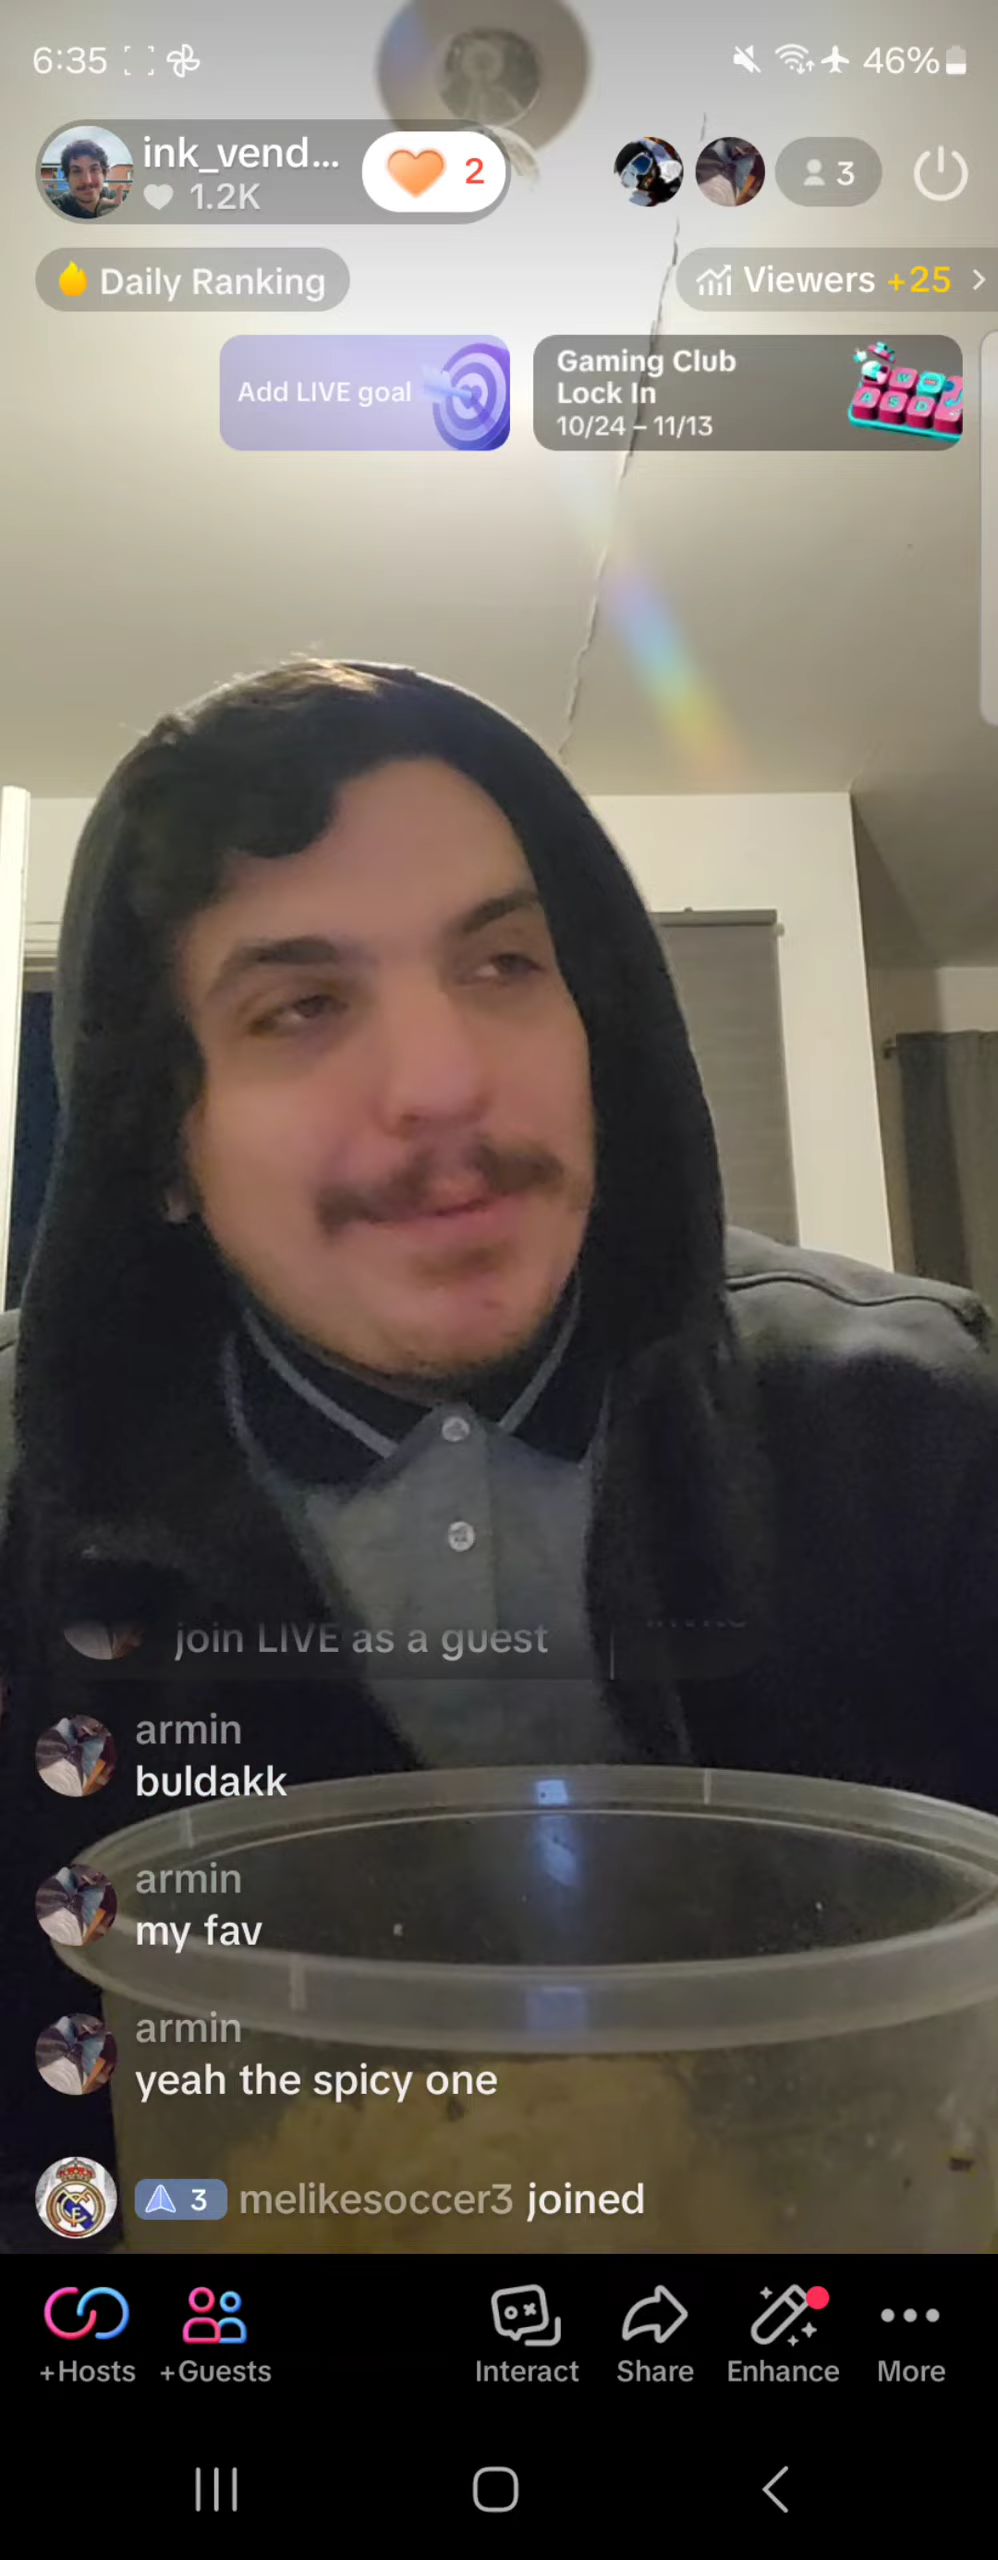 6:35
46%
ink_vend...
1.2K
2
3
Daily Ranking
Viewers +25
Add LIVE goal
Gaming Club
Lock In
10/24 – 11/13
join LIVE as a guest
armin
buldakk
armin
my fav
armin
yeah the spicy one
3 melikesoccer3 joined
+Hosts
+Guests
Interact
Share
Enhance
More